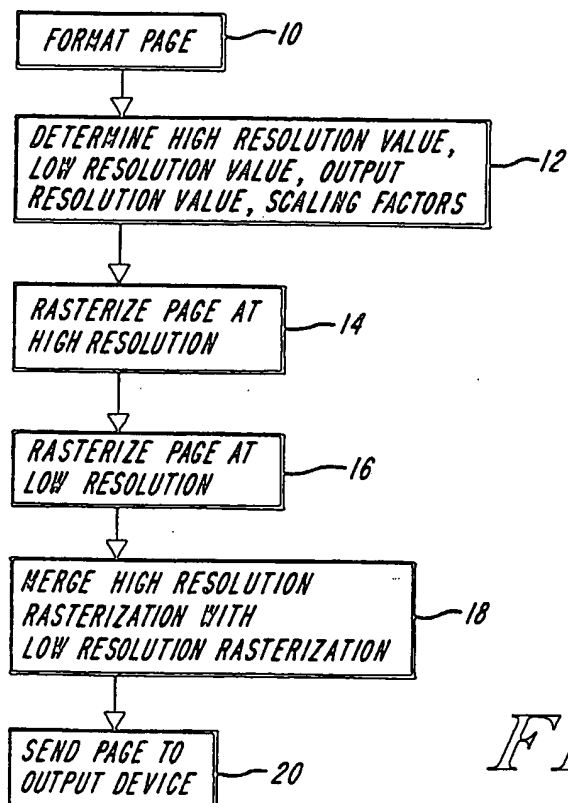 FORMAT PAGE
10
DETERMINE HIGH RESOLUTION VALUE,
LOW RESOLUTION VALUE, OUTPUT
RESOLUTION VALUE, SCALING FACTORS
12
RASTERIZE PAGE AT
HIGH RESOLUTION
14
RASTERIZE PAGE AT
LOW RESOLUTION
16
MERGE HIGH RESOLUTION
RASTERIZATION WITH
LOW RESOLUTION RASTERIZATION
18
SEND PAGE TO
OUTPUT DEVICE
20